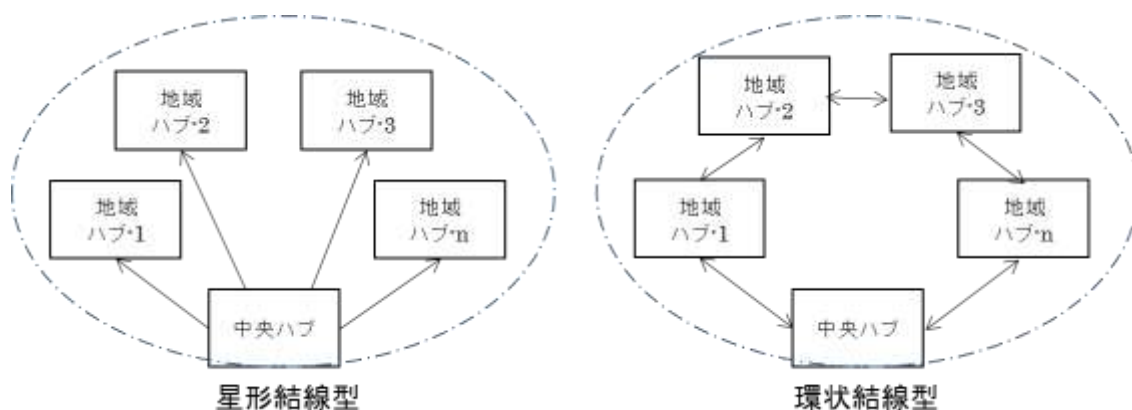 地域
ハブ・2
地域
ハブ・3
地域
ハブ・1
地域
ハブ・n
中央ハブ
星形結線型
地域
ハブ・2
地域
ハブ・3
地域
ハブ・1
地域
ハブ・n
中央ハブ
環状結線型